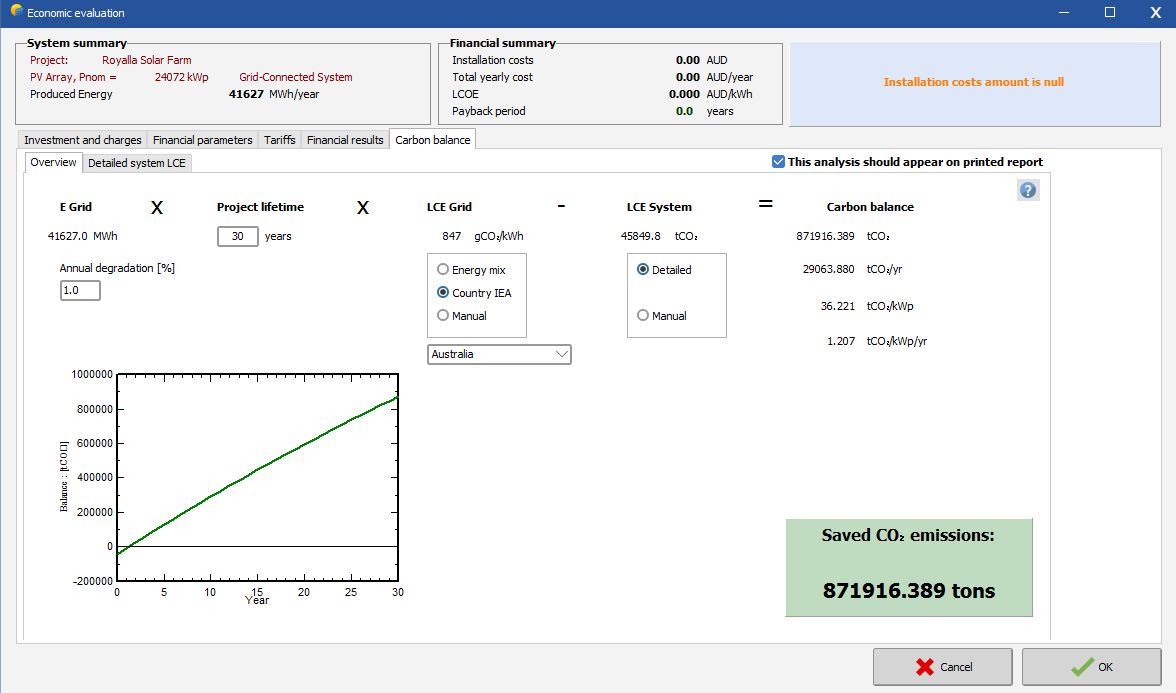 Economic evaluation
System summary
Project: Royalla Solar Farm
PV Array, Pnom = 24072 kWp Grid-Connected System
Produced Energy 41627 MWh/year
Financial summary
Installation costs 0.00 AUD
Total yearly cost 0.00 AUD/year
LCOE 0.000 AUD/kWh
Payback period 0.0 years
Installation costs amount is null
Investment and charges Financial parameters Tariffs Financial results Carbon balance
Overview Detailed system LCE
This analysis should appear on printed report
?
E Grid X Project lifetime X LCE Grid - LCE System = Carbon balance
41627.0 MWh 30 years 847 gCO₂/kWh 45849.8 tCO₂ 871916.389 tCO₂
Annual degradation [%]
1.0
Energy mix
Country IEA
Manual
Australia
Detailed
Manual
29063.880 tCO₂/yr
36.221 tCO₂/kWp
1.207 tCO₂/kWp/yr
1000000
800000
600000
400000
200000
0
-200000
Balance : [tCO□]
0 5 10 15 20 25 30
Year
Saved CO₂ emissions:
871916.389 tons
Cancel OK